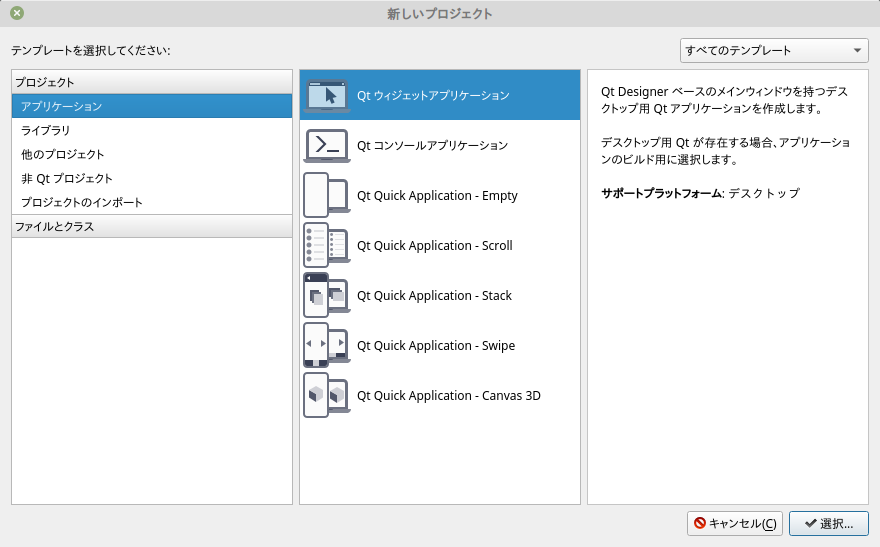 新しいプロジェクト
テンプレートを選択してください:
すべてのテンプレート
プロジェクト
アプリケーション
ライブラリ
他のプロジェクト
非 Qt プロジェクト
プロジェクトのインポート
ファイルとクラス
Qt ウィジェットアプリケーション
Qt コンソールアプリケーション
Qt Quick Application - Empty
Qt Quick Application - Scroll
Qt Quick Application - Stack
Qt Quick Application - Swipe
Qt Quick Application - Canvas 3D
Qt Designer ベースのメインウィンドウを持つデス
クトップ用 Qt アプリケーションを作成します。
デスクトップ用 Qt が存在する場合、アプリケーショ
ンのビルド用に選択します。
サポートプラットフォーム: デスクトップ
キャンセル(C)
選択...